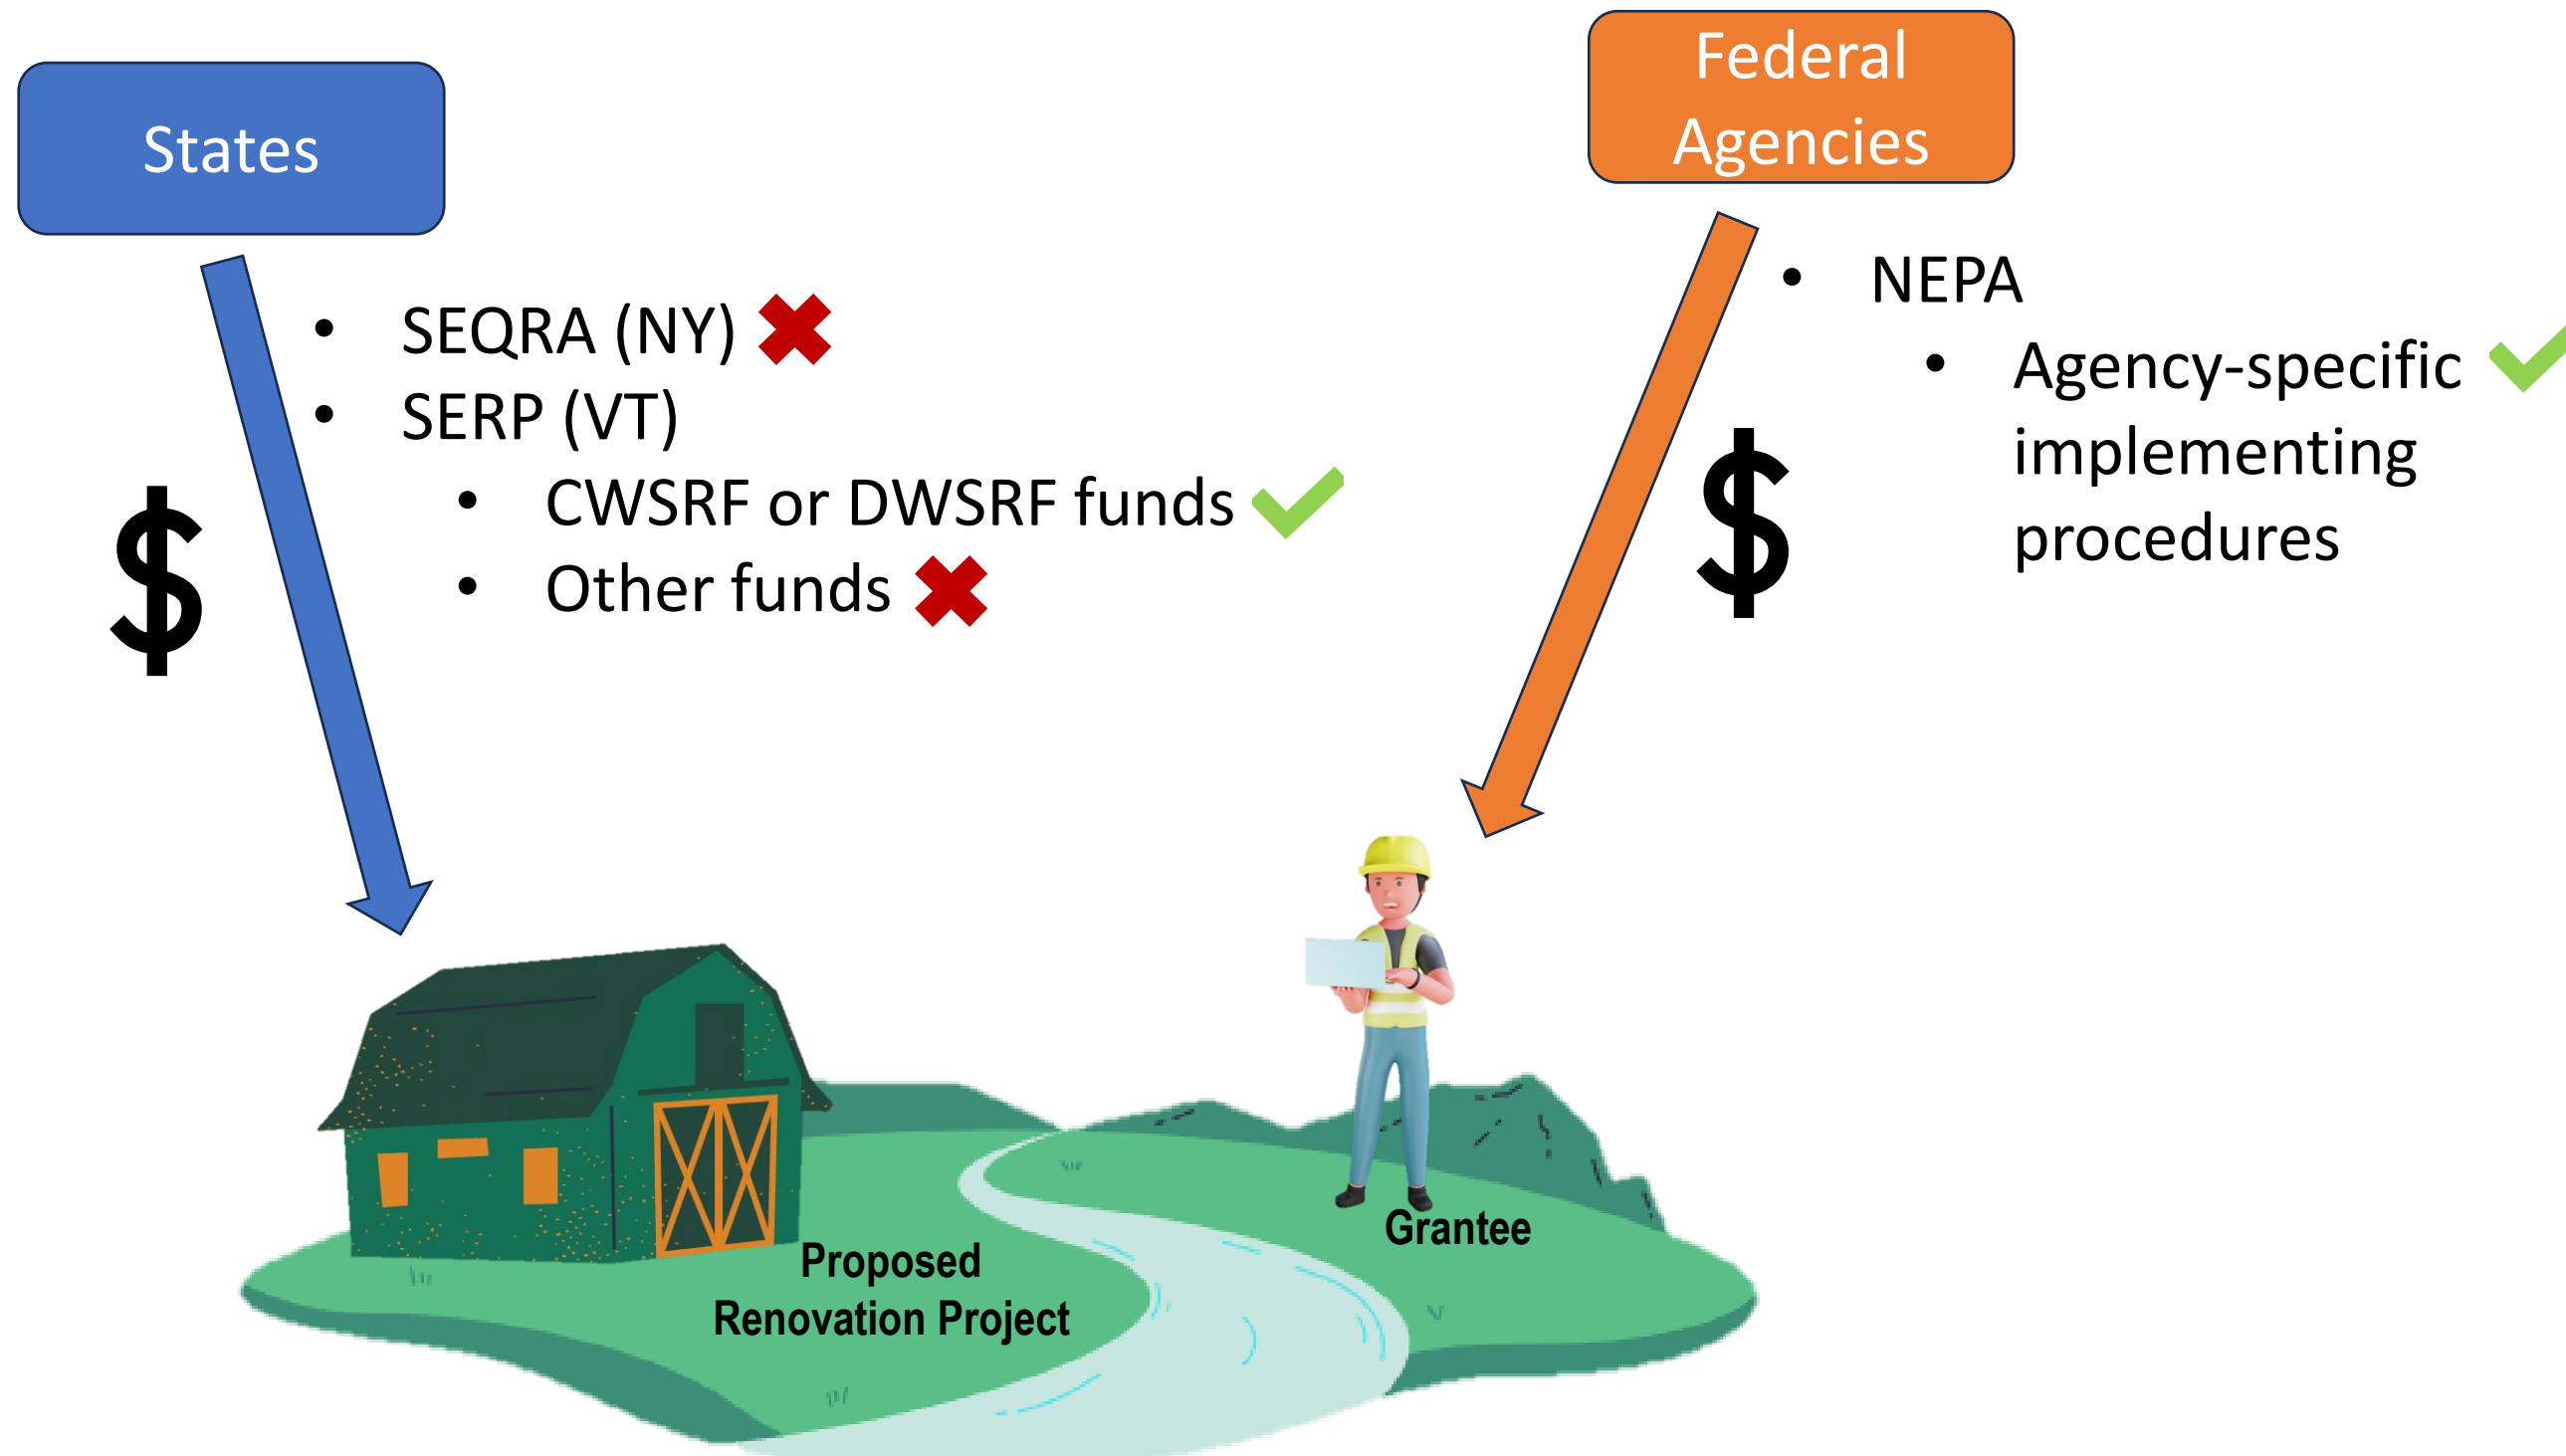 States
• SEQRA (NY)
• SERP (VT)
• CWSRF or DWSRF funds
• Other funds
$
Federal
Agencies
• NEPA
• Agency-specific
implementing
procedures
$
Proposed
Renovation Project
Grantee